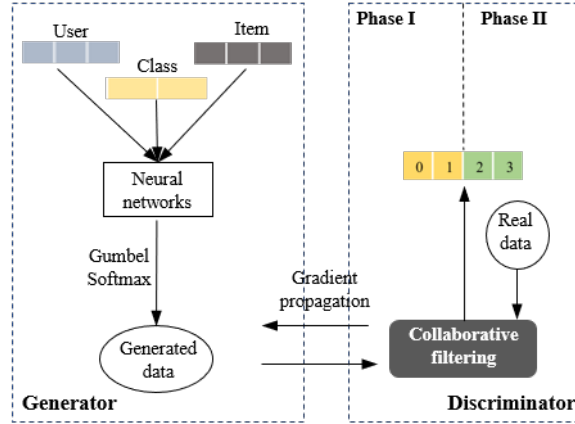 User
Item
Class
Neural
networks
Gumbel
Softmax
Generated
data
Generator
Gradient
propagation
Phase I
Phase II
0 1 2 3
Real
data
Collaborative
filtering
Discriminator